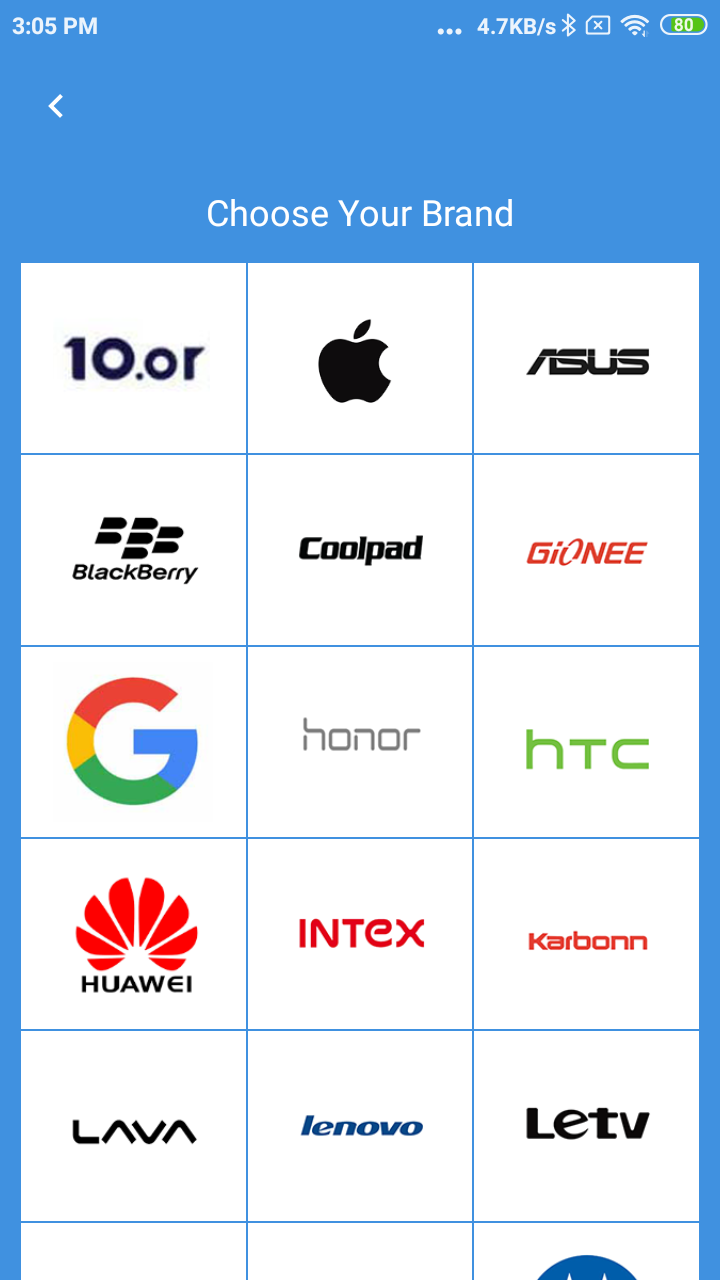 3:05 PM ... 4.7KB/s 80
Choose Your Brand
10.or
ASUS
BlackBerry
Coolpad
GiONEE
G
honor
hTC
HUAWEI
INTEX
Karbonn
LAVA
lenovo
Letv